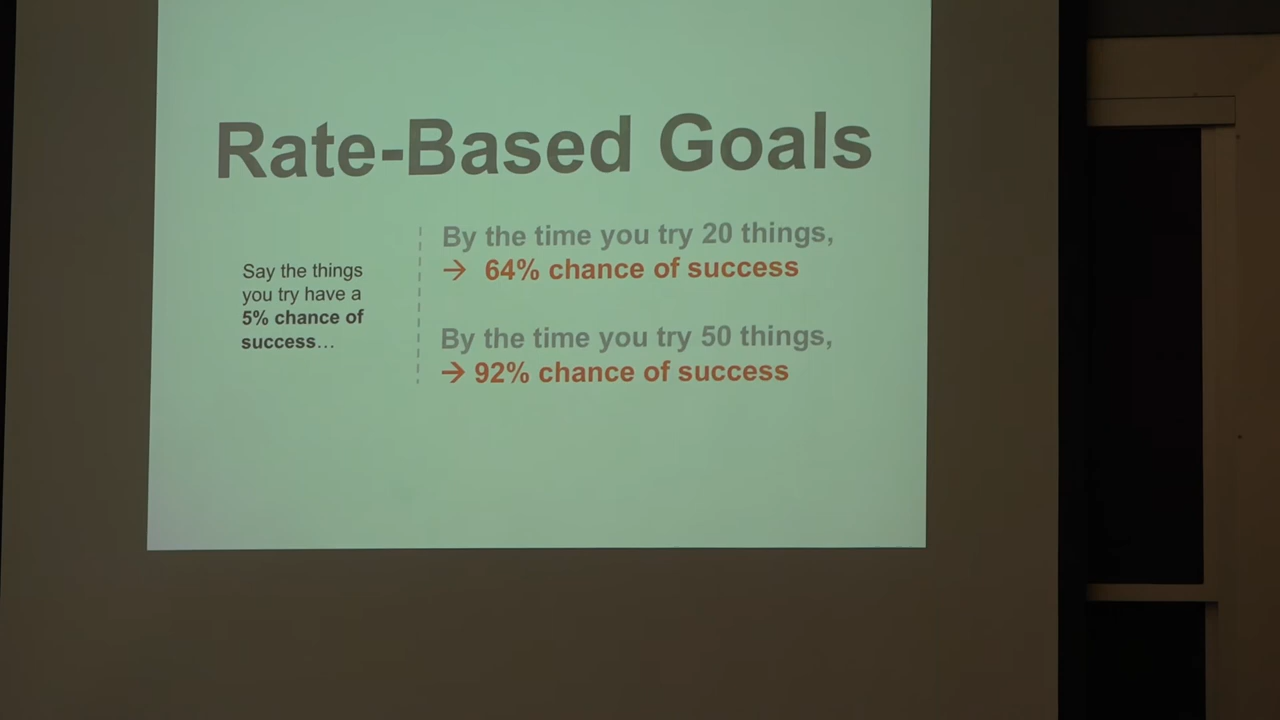 Rate-Based Goals
Say the things
you try have a
5% chance of
success…
By the time you try 20 things,
→ 64% chance of success
By the time you try 50 things,
→ 92% chance of success